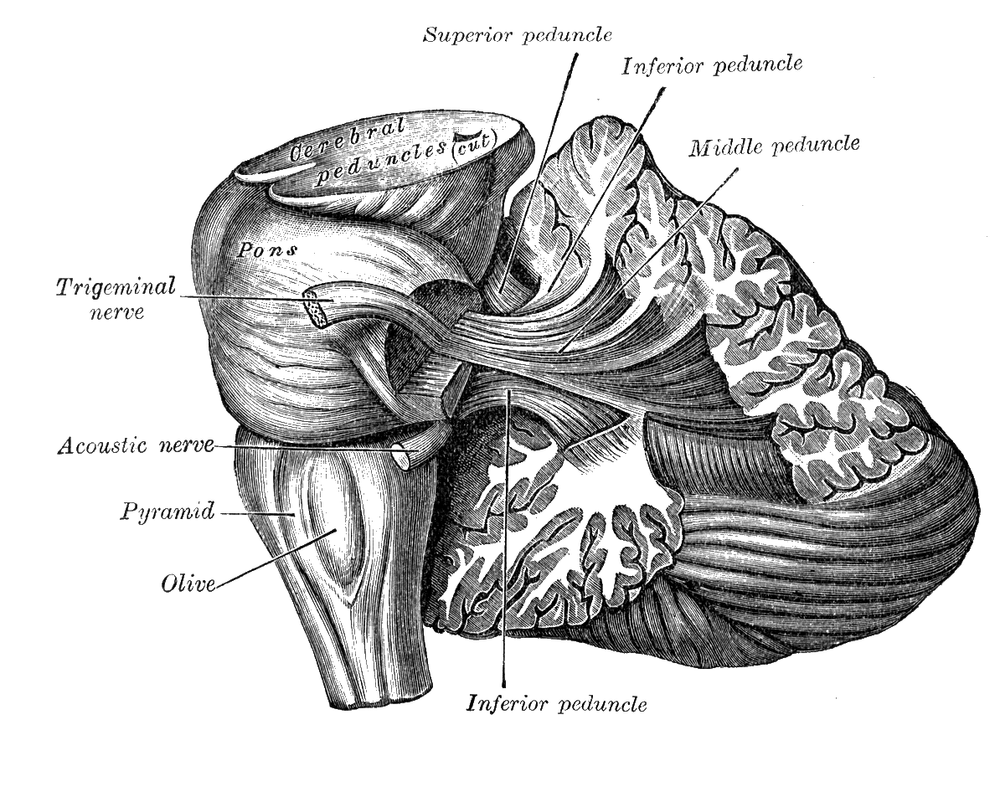 Superior peduncle
Inferior peduncle
Middle peduncle
Cerebral
peduncles (cut)
Pons
Trigeminal
nerve
Acoustic nerve
Pyramid
Olive
Inferior peduncle